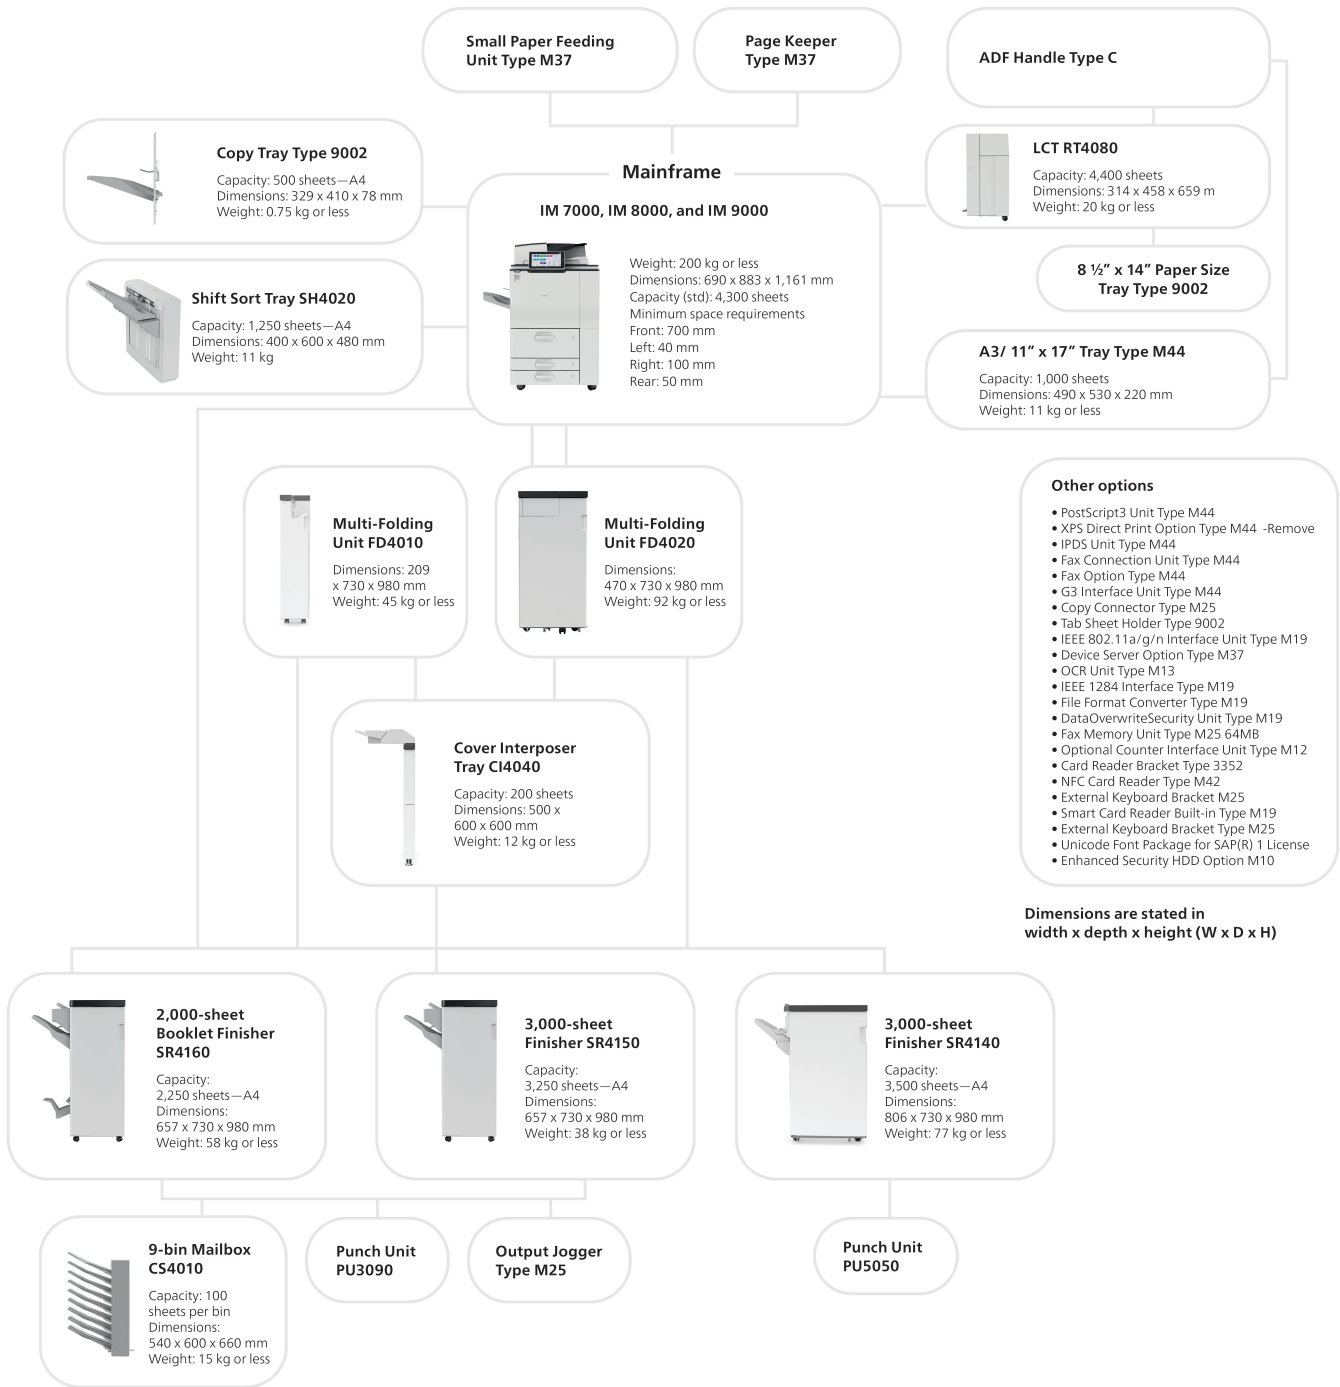 Small Paper Feeding
Unit Type M37
Page Keeper
Type M37
ADF Handle Type C
Copy Tray Type 9002
Capacity: 500 sheets—A4
Dimensions: 329 x 410 x 78 mm
Weight: 0.75 kg or less
Mainframe
IM 7000, IM 8000, and IM 9000
Weight: 200 kg or less
Dimensions: 690 x 883 x 1,161 mm
Capacity (std): 4,300 sheets
Minimum space requirements
Front: 700 mm
Left: 40 mm
Right: 100 mm
Rear: 50 mm
LCT RT4080
Capacity: 4,400 sheets
Dimensions: 314 x 458 x 659 m
Weight: 20 kg or less
8 ½” x 14” Paper Size
Tray Type 9002
Shift Sort Tray SH4020
Capacity: 1,250 sheets—A4
Dimensions: 400 x 600 x 480 mm
Weight: 11 kg
A3/ 11” x 17” Tray Type M44
Capacity: 1,000 sheets
Dimensions: 490 x 530 x 220 mm
Weight: 11 kg or less
Multi-Folding
Unit FD4010
Dimensions: 209
x 730 x 980 mm
Weight: 45 kg or less
Multi-Folding
Unit FD4020
Dimensions:
470 x 730 x 980 mm
Weight: 92 kg or less
Other options
• PostScript3 Unit Type M44
• XPS Direct Print Option Type M44 -Remove
• IPDS Unit Type M44
• Fax Connection Unit Type M44
• Fax Option Type M44
• G3 Interface Unit Type M44
• Copy Connector Type M25
• Tab Sheet Holder Type 9002
• IEEE 802.11a/g/n Interface Unit Type M19
• Device Server Option Type M37
• OCR Unit Type M13
• IEEE 1284 Interface Type M19
• File Format Converter Type M19
• DataOverwriteSecurity Unit Type M19
• Fax Memory Unit Type M25 64MB
• Optional Counter Interface Unit Type M12
• Card Reader Bracket Type 3352
• NFC Card Reader Type M42
• External Keyboard Bracket M25
• Smart Card Reader Built-in Type M19
• External Keyboard Bracket Type M25
• Unicode Font Package for SAP(R) 1 License
• Enhanced Security HDD Option M10
Cover Interposer
Tray CI4040
Capacity: 200 sheets
Dimensions: 500 x
600 x 600 mm
Weight: 12 kg or less
Dimensions are stated in
width x depth x height (W x D x H)
2,000-sheet
Booklet Finisher
SR4160
Capacity:
2,250 sheets—A4
Dimensions:
657 x 730 x 980 mm
Weight: 58 kg or less
3,000-sheet
Finisher SR4150
Capacity:
3,250 sheets—A4
Dimensions:
657 x 730 x 980 mm
Weight: 38 kg or less
3,000-sheet
Finisher SR4140
Capacity:
3,500 sheets—A4
Dimensions:
806 x 730 x 980 mm
Weight: 77 kg or less
9-bin Mailbox
CS4010
Capacity: 100
sheets per bin
Dimensions:
540 x 600 x 660 mm
Weight: 15 kg or less
Punch Unit
PU3090
Output Jogger
Type M25
Punch Unit
PU5050